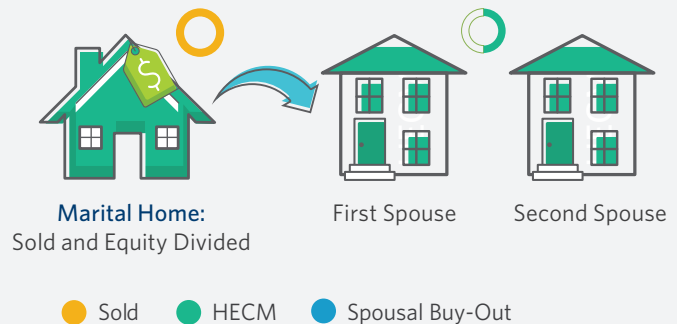 $
Marital Home:
Sold and Equity Divided
First Spouse
Second Spouse
Sold
HECM
Spousal Buy-Out